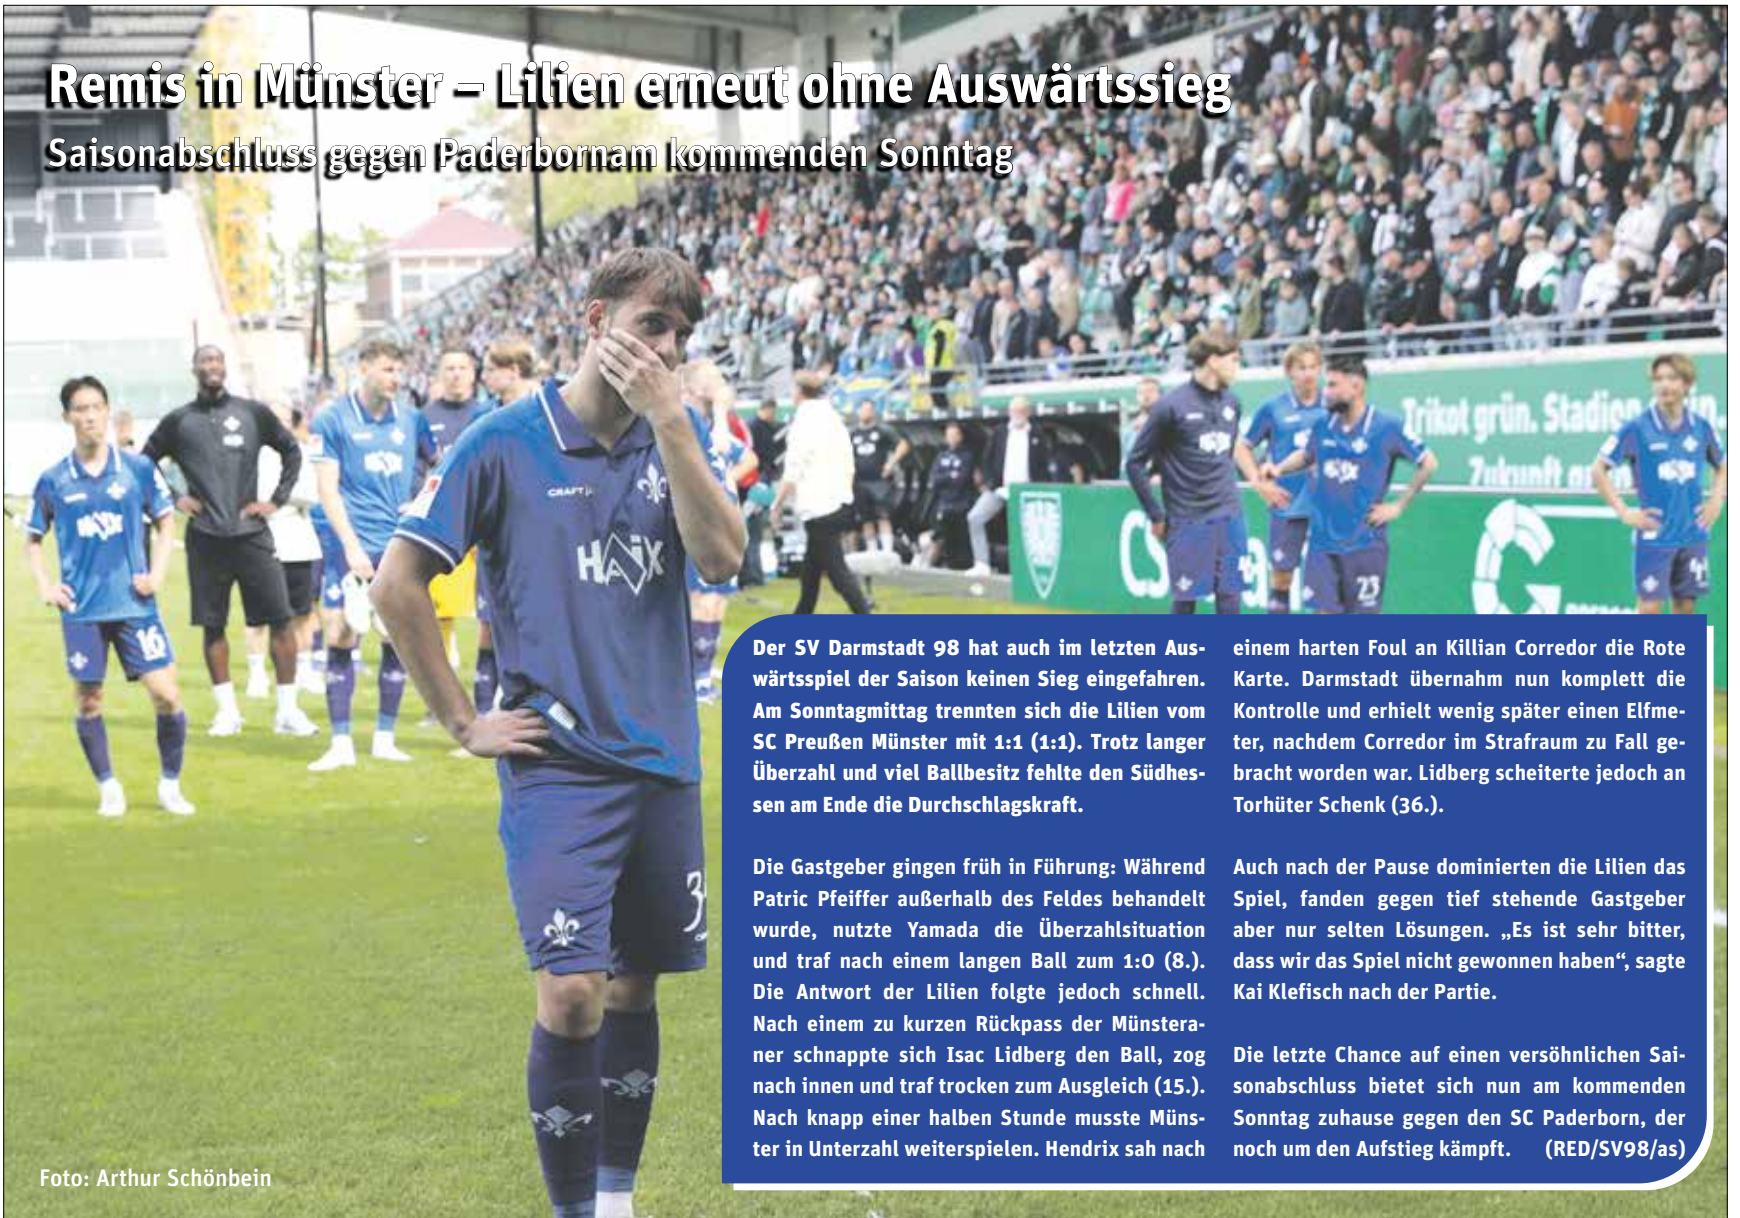 Remis in Münster – Lilien erneut ohne Auswärtssieg
Saisonabschluss gegen Paderbornam kommenden Sonntag
Trikot grün. Stadion
Zukunft
CRAFT
HAIX
HAIX
HAIX
16
23
Der SV Darmstadt 98 hat auch im letzten Aus-
wärtsspiel der Saison keinen Sieg eingefahren.
Am Sonntagmittag trennten sich die Lilien vom
SC Preußen Münster mit 1:1 (1:1). Trotz langer
Überzahl und viel Ballbesitz fehlte den Südhes-
sen am Ende die Durchschlagskraft.
Die Gastgeber gingen früh in Führung: Während
Patric Pfeiffer außerhalb des Feldes behandelt
wurde, nutzte Yamada die Überzahlsituation
und traf nach einem langen Ball zum 1:0 (8.).
Die Antwort der Lilien folgte jedoch schnell.
Nach einem zu kurzen Rückpass der Münstera-
ner schnappte sich Isac Lidberg den Ball, zog
nach innen und traf trocken zum Ausgleich (15.).
Nach knapp einer halben Stunde musste Müns-
ter in Unterzahl weiterspielen. Hendrix sah nach
einem harten Foul an Killian Corredor die Rote
Karte. Darmstadt übernahm nun komplett die
Kontrolle und erhielt wenig später einen Elfme-
ter, nachdem Corredor im Strafraum zu Fall ge-
bracht worden war. Lidberg scheiterte jedoch an
Torhüter Schenk (36.).
Auch nach der Pause dominierten die Lilien das
Spiel, fanden gegen tief stehende Gastgeber
aber nur selten Lösungen. „Es ist sehr bitter,
dass wir das Spiel nicht gewonnen haben“, sagte
Kai Klefisch nach der Partie.
Die letzte Chance auf einen versöhnlichen Sai-
sonabschluss bietet sich nun am kommenden
Sonntag zuhause gegen den SC Paderborn, der
noch um den Aufstieg kämpft. (RED/SV98/as)
Foto: Arthur Schönbein